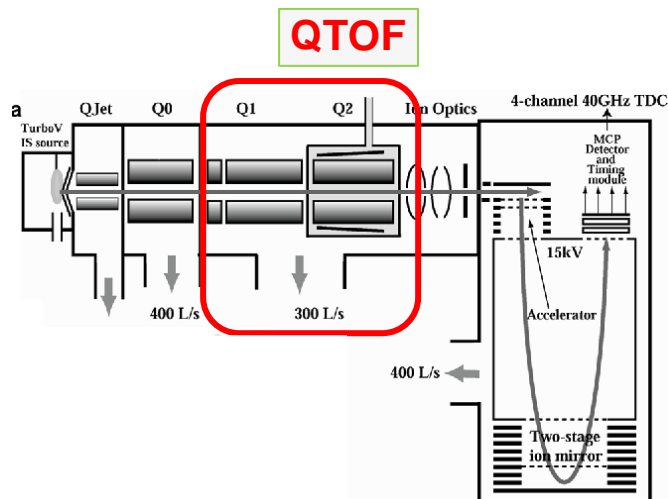 QTOF
a
QJet
Q0
Q1
Q2
Ion Optics
4-channel 40GHz TDC
TurboV
IS source
MCP
Detector
and
Timing
module
15kV
Accelerator
400 L/s
300 L/s
400 L/s
Two-stage
ion mirror